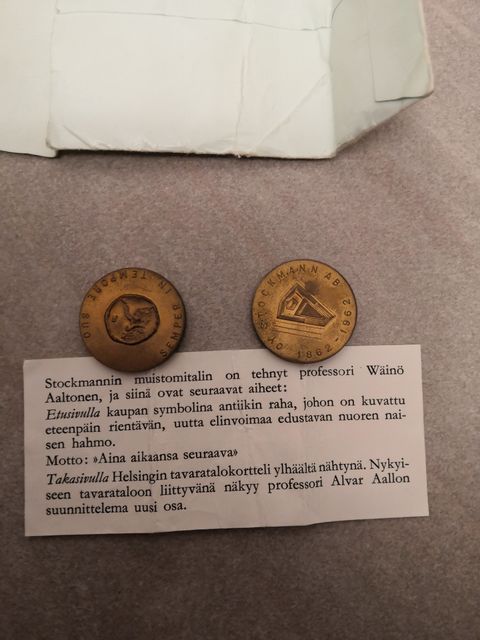 SEMPER IN TEMPORE SUO
OY STOCKMANN AB
1862-1962
Stockmannin muistomitalin on tehnyt professori Wäinö
Aaltonen, ja siinä ovat seuraavat aiheet:
Etusivulla kaupan symbolina antiikin raha, johon on kuvattu
eteenpäin rientävän, uutta elinvoimaa edustavan nuoren nai-
sen hahmo.
Motto: »Aina aikaansa seuraava»
Takasivulla Helsingin tavaratalokortteli ylhäältä nähtynä. Nykyi-
seen tavarataloon liittyvänä näkyy professori Alvar Aallon
suunnittelema uusi osa.